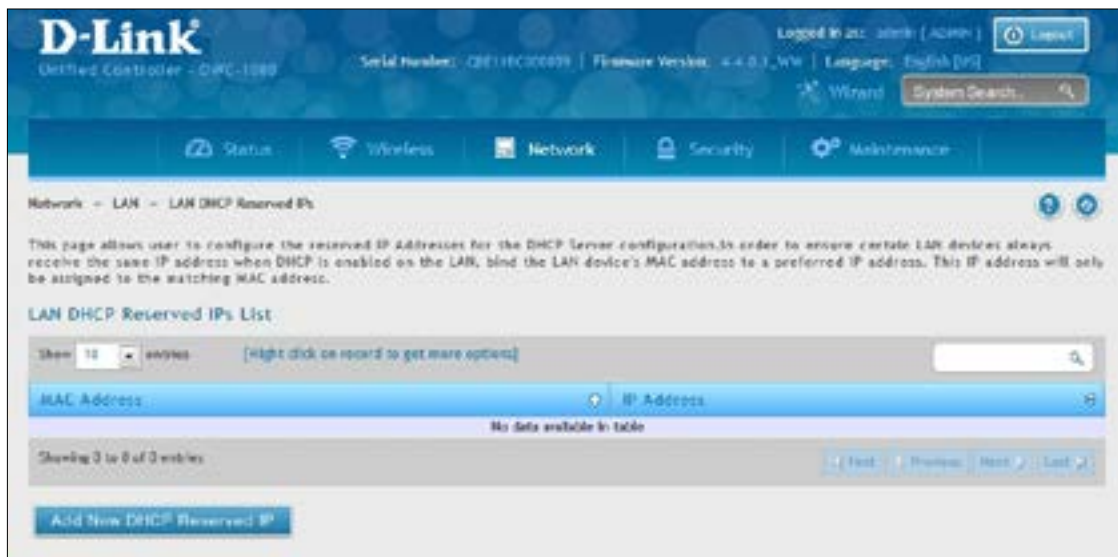 D-Link
Unified Controller - DWC-1000
Logged in as: admin [ADMIN]
Logout
Serial Number: | Firmware Version: _WW | Language: English [US]
Wizard
System Search...
Status
Wireless
Network
Security
Maintenance
Network » LAN » LAN DHCP Reserved IPs
This page allows user to configure the reserved IP Addresses for the DHCP Server configuration.In order to ensure certain LAN devices always
receive the same IP address when DHCP is enabled on the LAN, bind the LAN device's MAC address to a preferred IP address. This IP address will only
be assigned to the matching MAC address.
LAN DHCP Reserved IPs List
Show 10 entries [Right click on record to get more options]
MAC Address
IP Address
No data available in table
Showing 0 to 0 of 0 entries
First
Previous
Next
Last
Add New DHCP Reserved IP